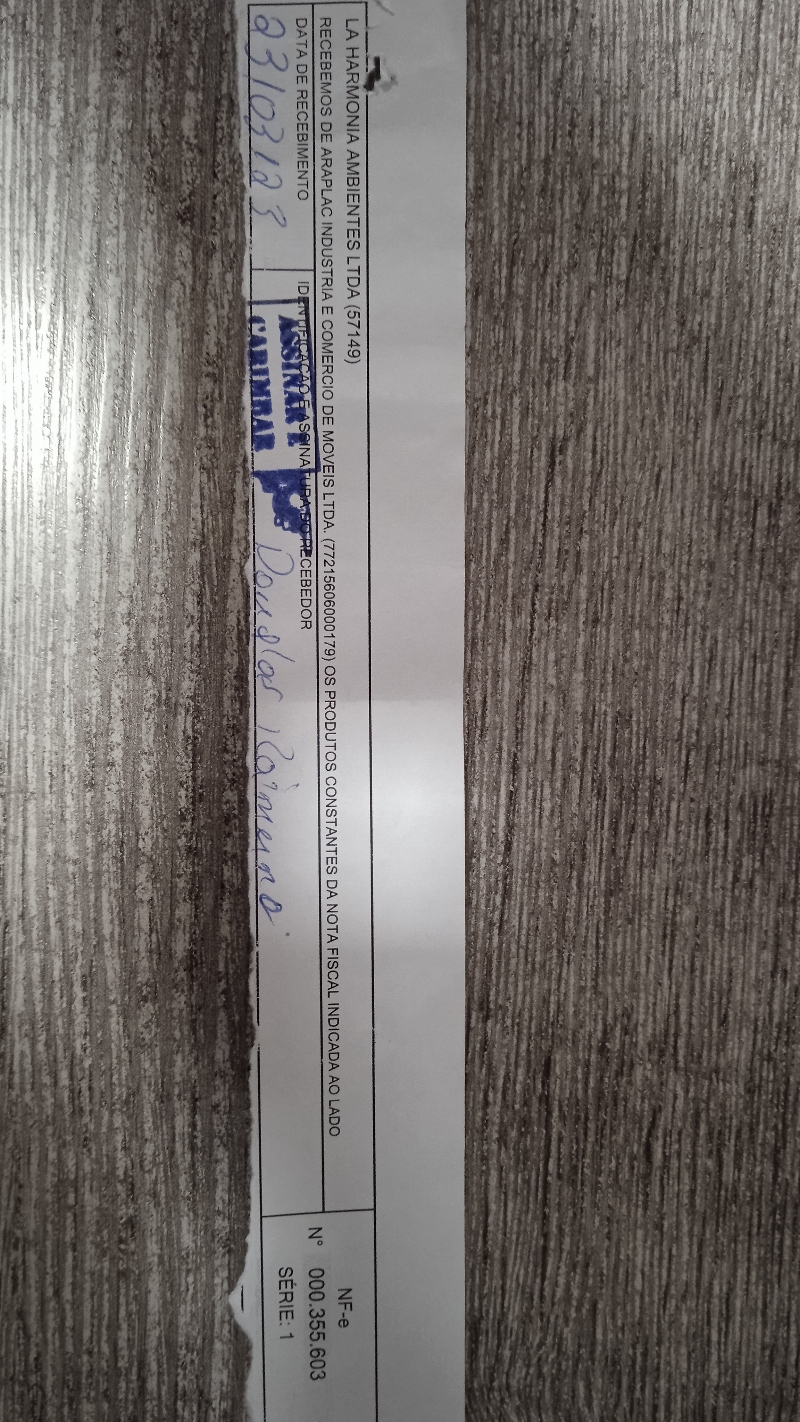 LA HARMONIA AMBIENTES LTDA (57149)
RECEBEMOS DE ARAPLAC INDUSTRIA E COMERCIO DE MOVEIS LTDA. (77215606000179) OS PRODUTOS CONSTANTES DA NOTA FISCAL INDICADA AO LADO
DATA DE RECEBIMENTO
23/03/23
IDENTIFICACAO E ASSINATURA DO RECEBEDOR
ASSINAR E
CARIMBAR
Douglas
NF-e
N° 000.355.603
SÉRIE: 1